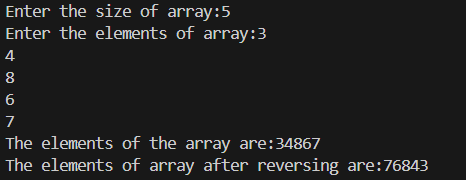 Enter the size of array:5
Enter the elements of array:3
4
8
6
7
The elements of the array are:34867
The elements of array after reversing are:76843